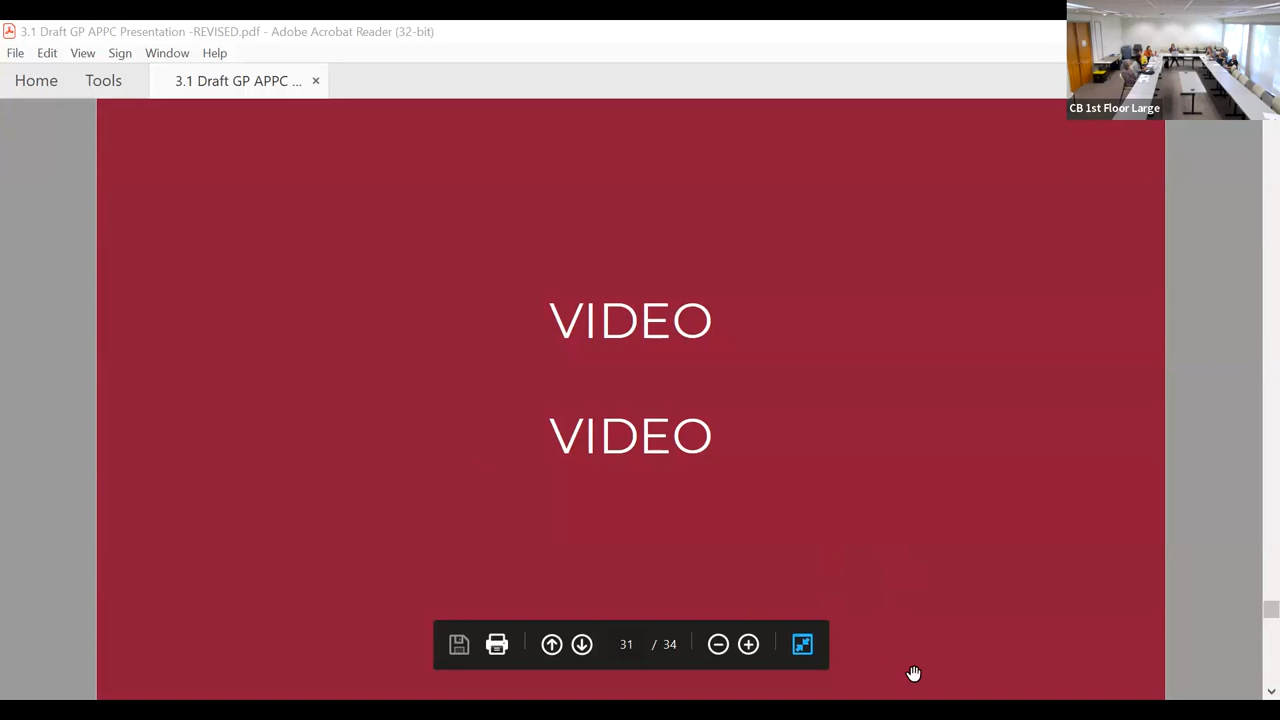 3.1 Draft GP APPC Presentation -REVISED.pdf - Adobe Acrobat Reader (32-bit)
File Edit View Sign Window Help
Home Tools 3.1 Draft GP APPC ... ×
CB 1st Floor Large
VIDEO
VIDEO
31 / 34